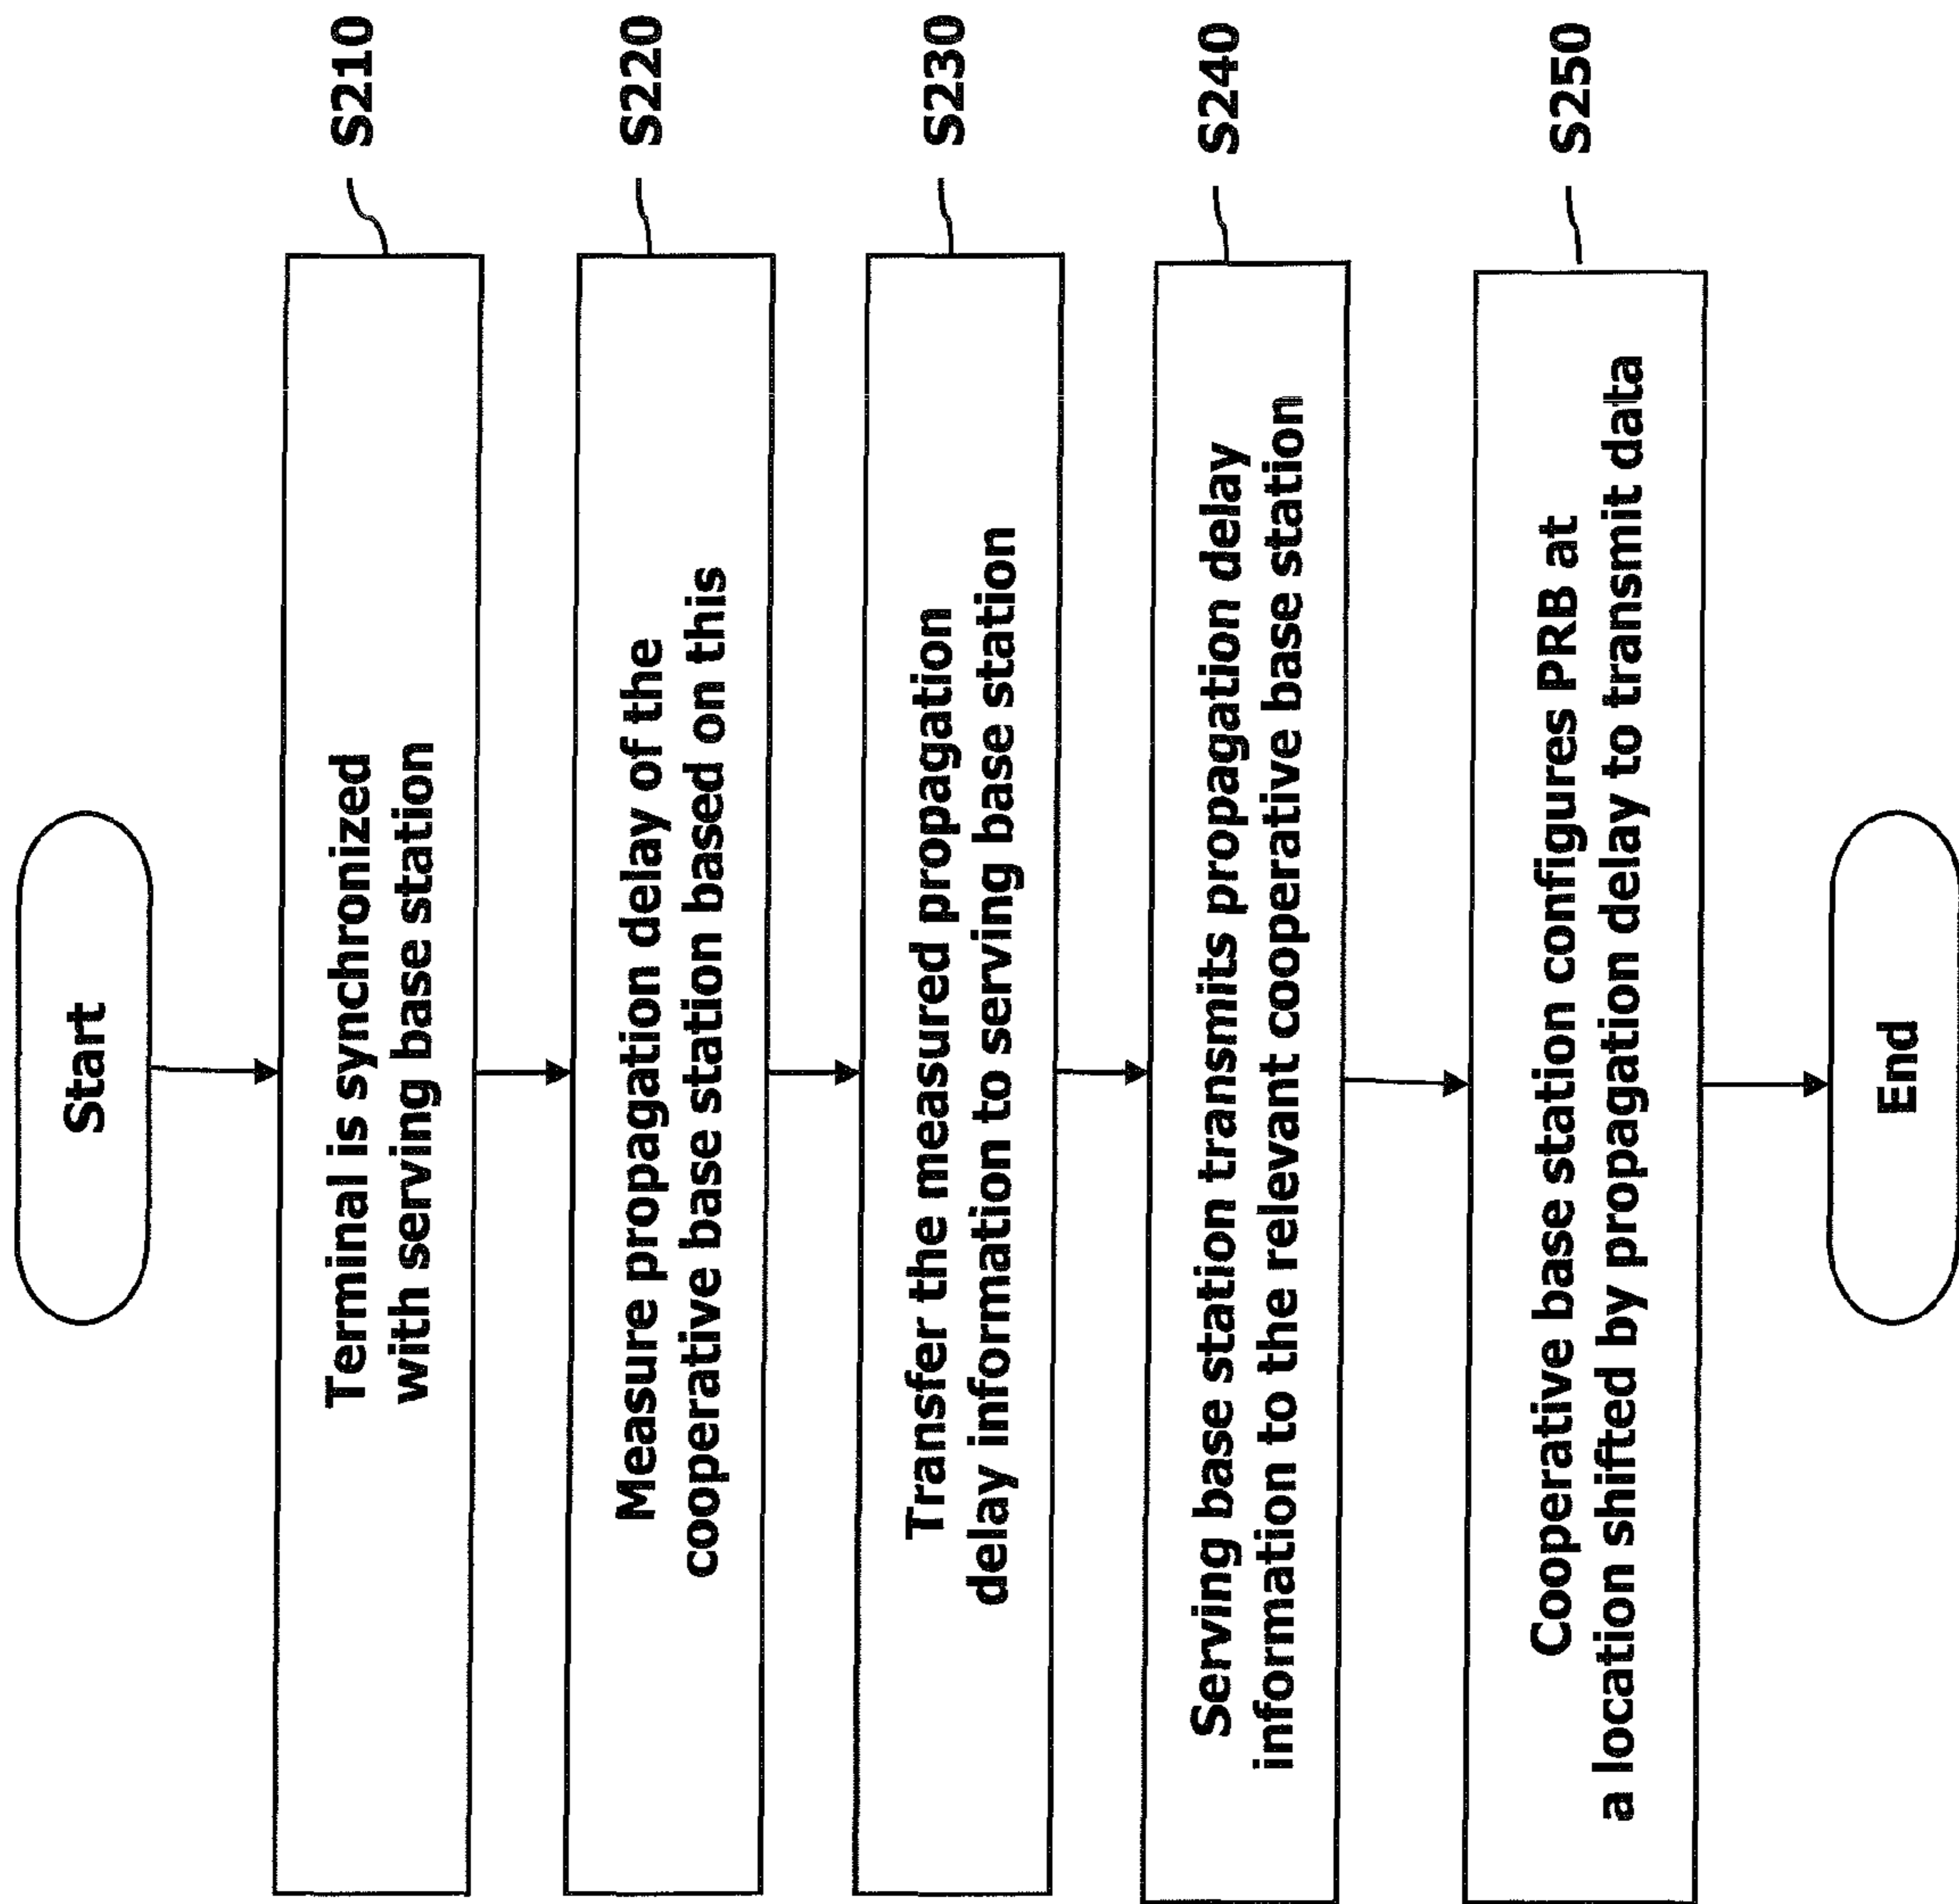 Start
Terminal is synchronized
with serving base station
S210
Measure propagation delay of the
cooperative base station based on this
S220
Transfer the measured propagation
delay information to serving base station
S230
Serving base station transmits propagation delay
information to the relevant cooperative base station
S240
Cooperative base station configures PRB at
a location shifted by propagation delay to transmit data
S250
End